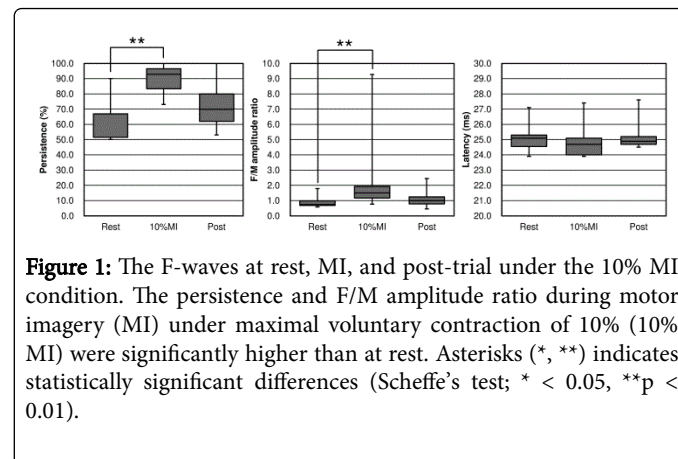 ** **
100.0 10.0 30.0
90.0 9.0 29.0
80.0 8.0 28.0
70.0 7.0 27.0
60.0 6.0 26.0
50.0 5.0 25.0
40.0 4.0 24.0
30.0 3.0 23.0
20.0 2.0 22.0
10.0 1.0 21.0
0.0 0.0 20.0
Persistence (%)
F/M amplitude ratio
Latency (ms)
Rest 10%MI Post Rest 10%MI Post Rest 10%MI Post
Figure 1: The F-waves at rest, MI, and post-trial under the 10% MI
condition. The persistence and F/M amplitude ratio during motor
imagery (MI) under maximal voluntary contraction of 10% (10%
MI) were significantly higher than at rest. Asterisks (*, **) indicates
statistically significant differences (Scheffe's test; * < 0.05, **p <
0.01).